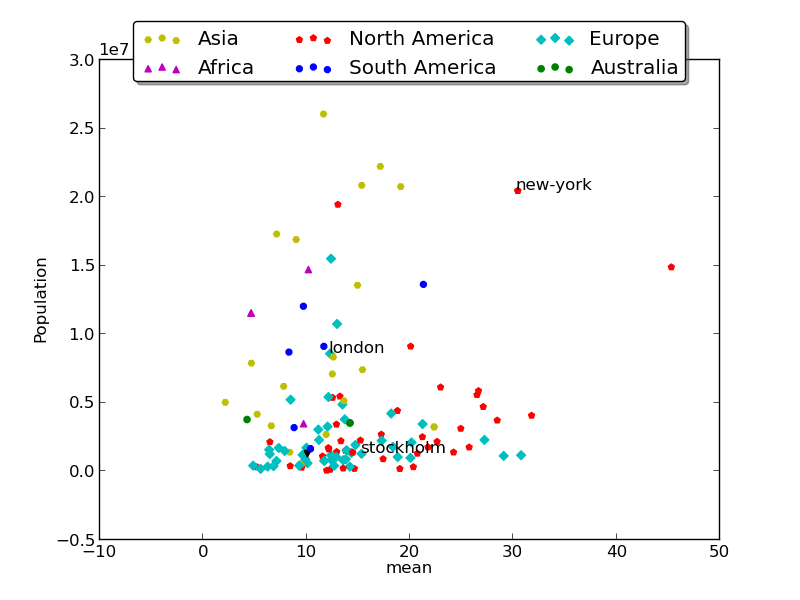 Asia North America Europe
Africa South America Australia
1e7
3.0
2.5
new-york
2.0
1.5
1.0
london
0.5
stockholm
0.0
−0.5
−10 0 10 20 30 40 50
mean
Population